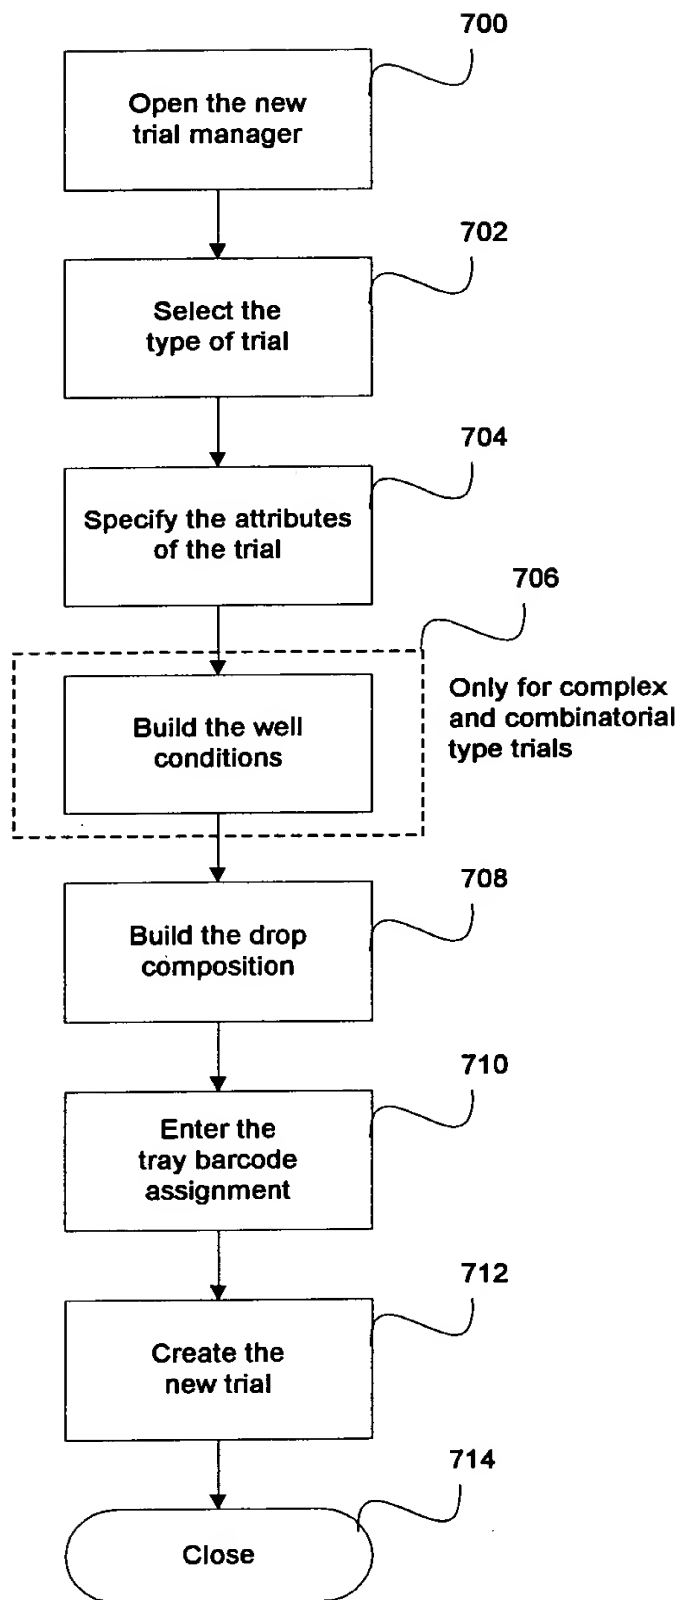 700
Open the new
trial manager
702
Select the
type of trial
704
Specify the attributes
of the trial
706
Only for complex
and combinatorial
type trials
Build the well
conditions
708
Build the drop
composition
710
Enter the
tray barcode
assignment
712
Create the
new trial
714
Close